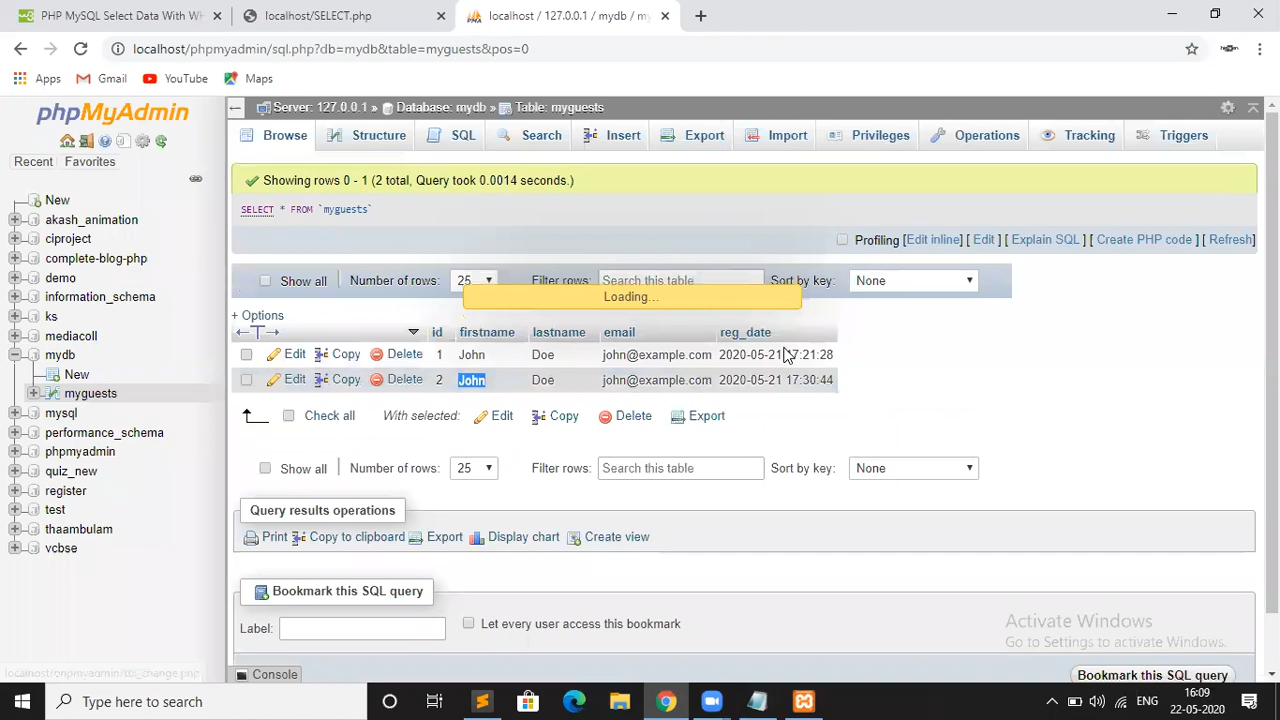 PHP MySQL Select Data With WH
localhost/SELECT.php
localhost / 127.0.0.1 / mydb / my
localhost/phpmyadmin/sql.php?db=mydb&table=myguests&pos=0
Apps Gmail YouTube Maps
phpMyAdmin
Recent Favorites
New
akash_animation
ciproject
complete-blog-php
demo
information_schema
ks
mediacoll
mydb
New
myguests
mysql
performance_schema
phpmyadmin
quiz_new
register
test
thaambulam
vcbse
Server: 127.0.0.1 » Database: mydb » Table: myguests
Browse Structure SQL Search Insert Export Import Privileges Operations Tracking Triggers
Showing rows 0 - 1 (2 total, Query took 0.0014 seconds.)
SELECT * FROM `myguests`
Profiling [Edit inline] [ Edit ] [ Explain SQL ] [ Create PHP code ] [ Refresh]
Show all Number of rows: 25 Filter rows: Search this table Sort by key: None
Loading...
+ Options
id firstname lastname email reg_date
Edit Copy Delete 1 John Doe john@example.com 2020-05-21 17:21:28
Edit Copy Delete 2 John Doe john@example.com 2020-05-21 17:30:44
Check all With selected: Edit Copy Delete Export
Show all Number of rows: 25 Filter rows: Search this table Sort by key: None
Query results operations
Print Copy to clipboard Export Display chart Create view
Bookmark this SQL query
Label: Let every user access this bookmark
Activate Windows
Go to Settings to activate Windows.
localhost/phpmyadmin/tbl_change.php
Console
Bookmark this SQL query
Type here to search
ENG
16:09
22-05-2020